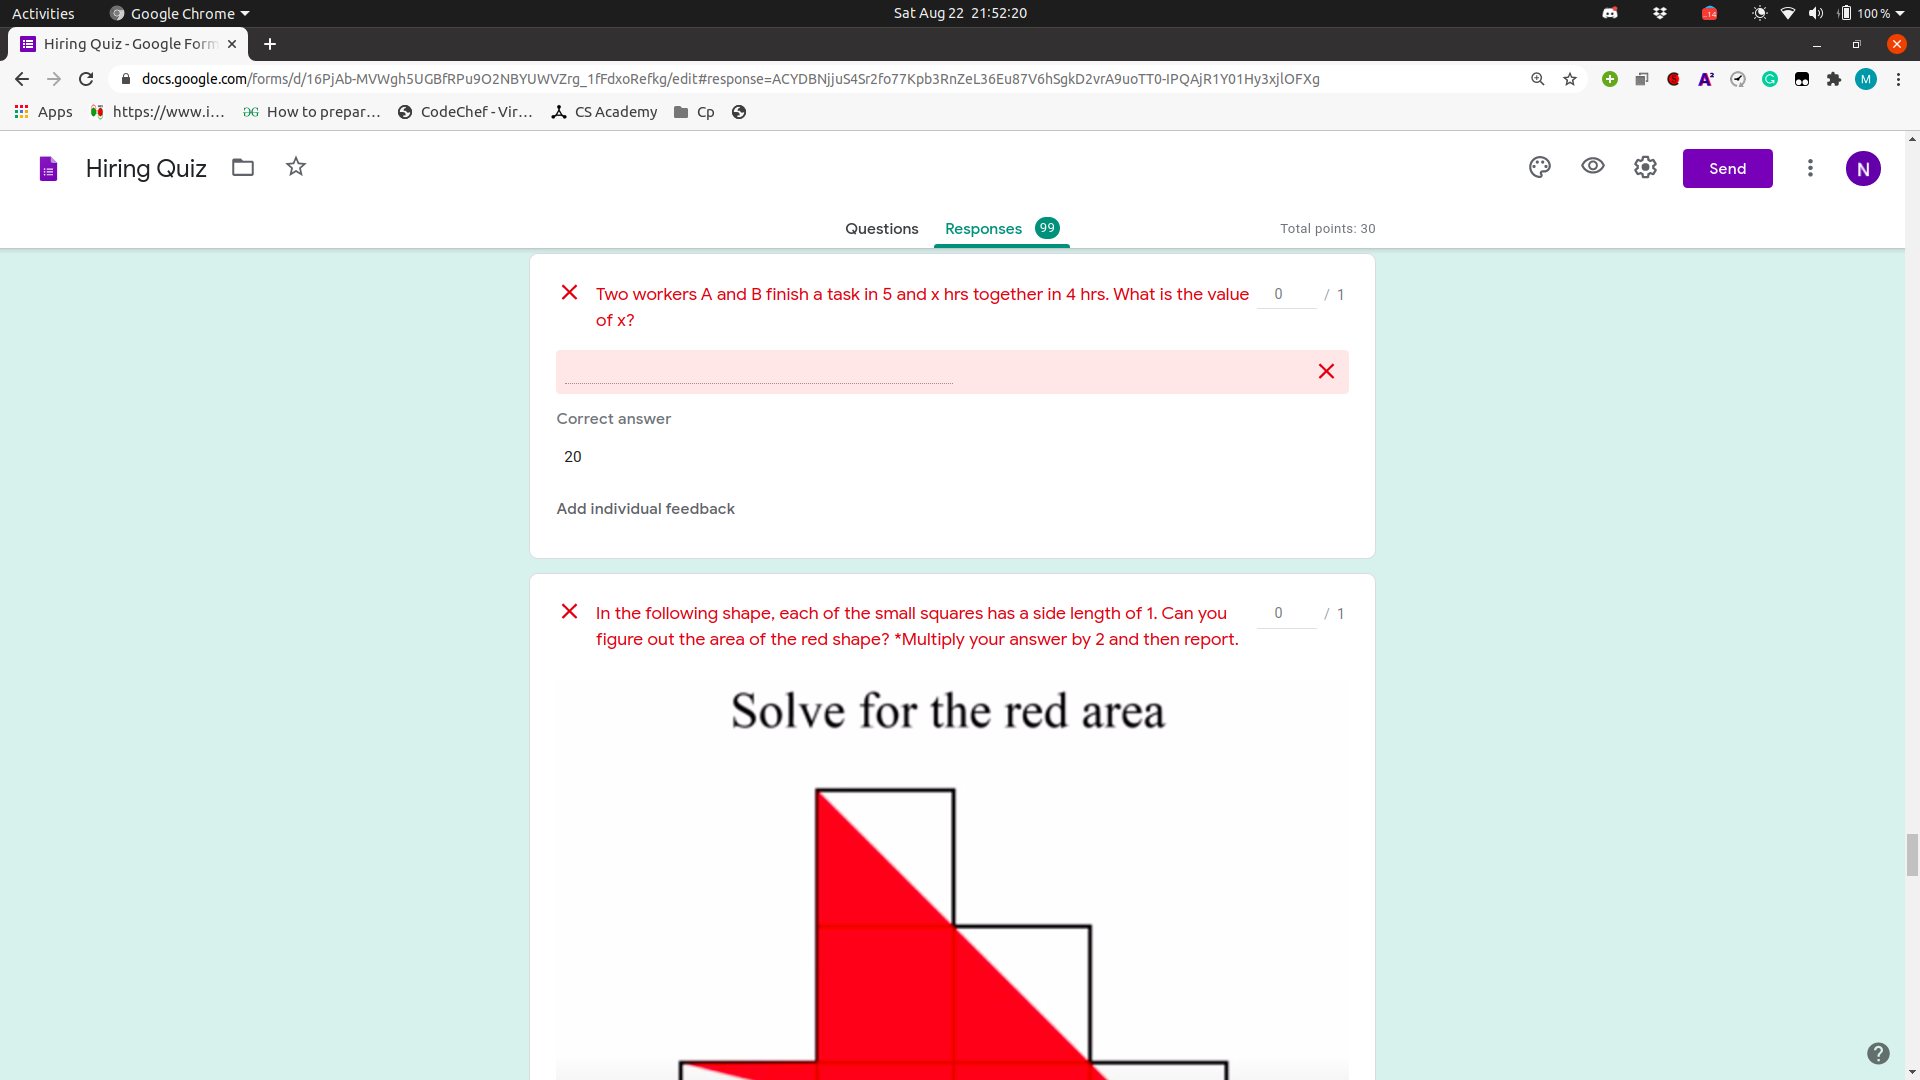 Activities Google Chrome Sat Aug 22 21:52:20 100 %
Hiring Quiz - Google Form
docs.google.com/forms/d/16PjAb-MVWgh5UGBfRPu9O2NBYUWVZrg_1fFdxoRefkg/edit#response=ACYDBNjjuS4Sr2fo77Kpb3RnZeL36Eu87V6hSgkD2vrA9uoTT0-IPQAjR1Y01Hy3xjlOFXg
Apps https://www.i... How to prepar... CodeChef - Vir... CS Academy Cp
Hiring Quiz Send N
Questions Responses 99 Total points: 30
Two workers A and B finish a task in 5 and x hrs together in 4 hrs. What is the value 0 / 1
of x?
Correct answer
20
Add individual feedback
In the following shape, each of the small squares has a side length of 1. Can you 0 / 1
figure out the area of the red shape? *Multiply your answer by 2 and then report.
Solve for the red area